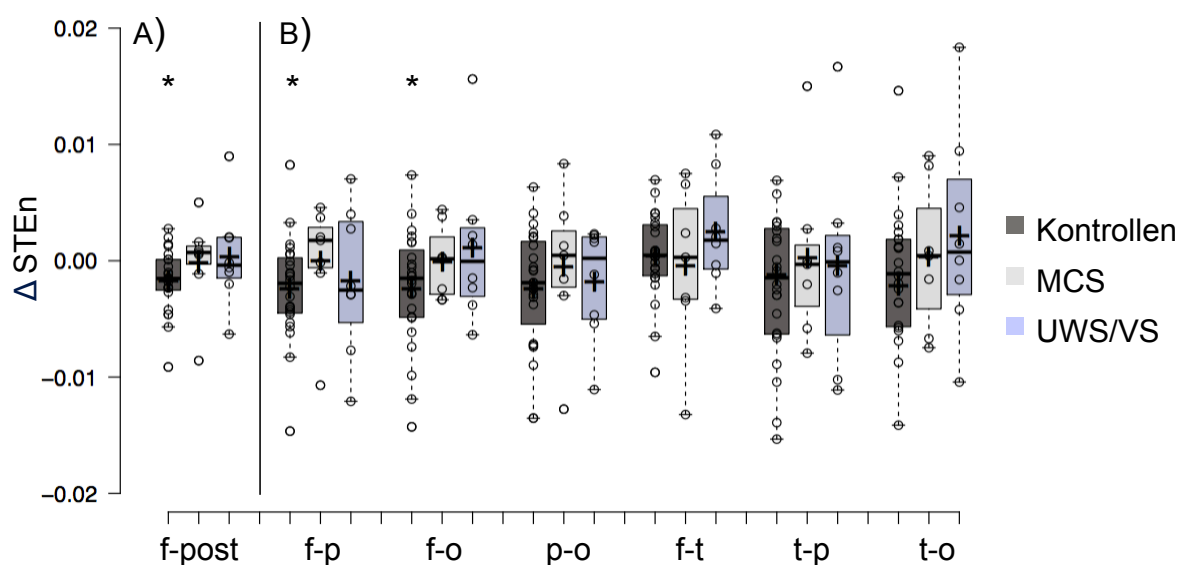 A) B)
0.02
0.01
0.00
−0.01
−0.02
Δ STEn
* * *
f-post f-p f-o p-o f-t t-p t-o
Kontrollen
MCS
UWS/VS